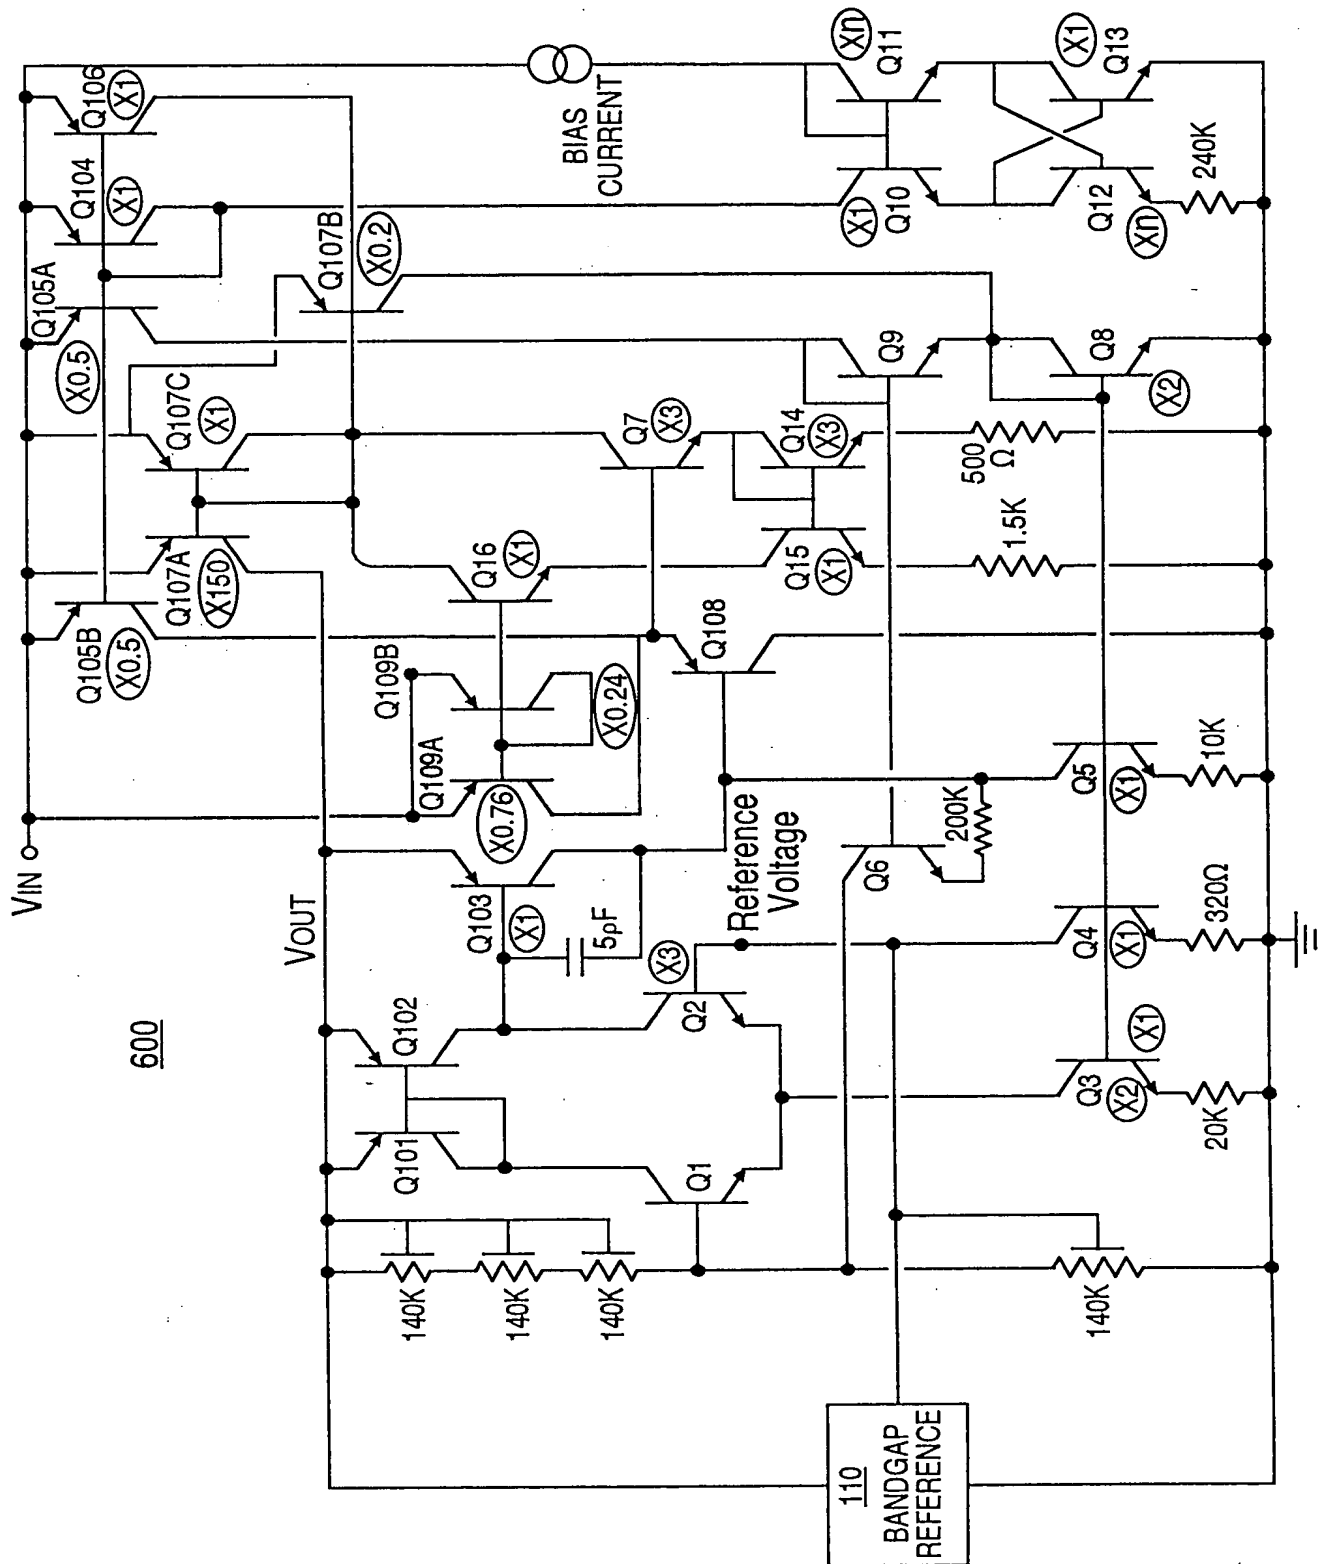 600
VIN
VOUT
Q105B
X0.5
Q107A
X150
Q107C
X1
X0.5
Q105A
Q104
X1
Q106
X1
Q107B
X0.2
BIAS
CURRENT
Q101
Q102
Q103
X1
5pF
Q109A
X0.76
Q109B
X0.24
Q16
X1
Q7
X3
Q108
Q15
X1
Q14
X3
1.5K
500
Ω
Q9
Q8
X2
Q10
X1
Q11
Xn
Q12
Xn
Q13
X1
240K
140K
140K
140K
140K
Q1
Q2
X3
Reference
Voltage
Q6
200K
Q3
X2
X1
20K
Q4
X1
320Ω
Q5
X1
10K
110
BANDGAP
REFERENCE